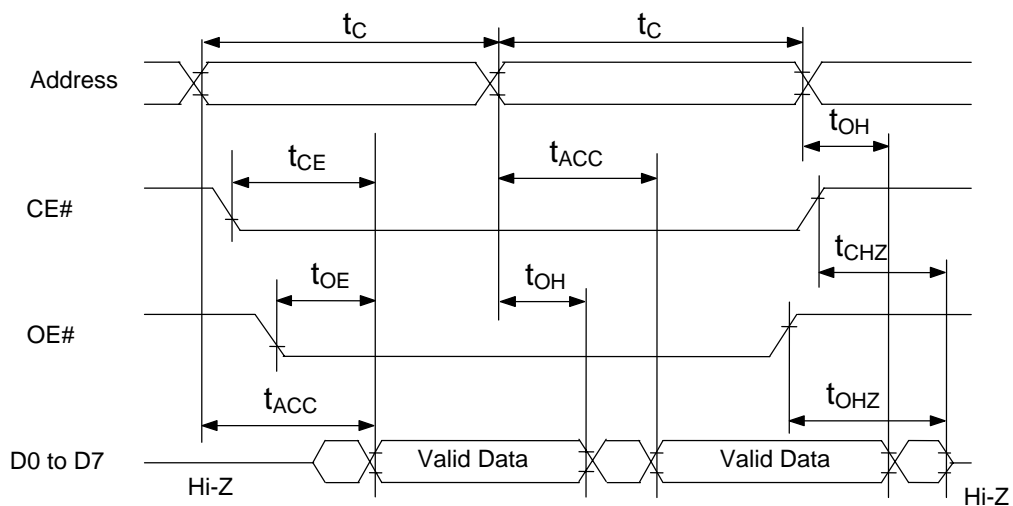 tC tC
Address
tOH
tCE tACC
CE#
tCHZ
tOE tOH
OE#
tACC tOHZ
D0 to D7 Valid Data Valid Data
Hi-Z Hi-Z